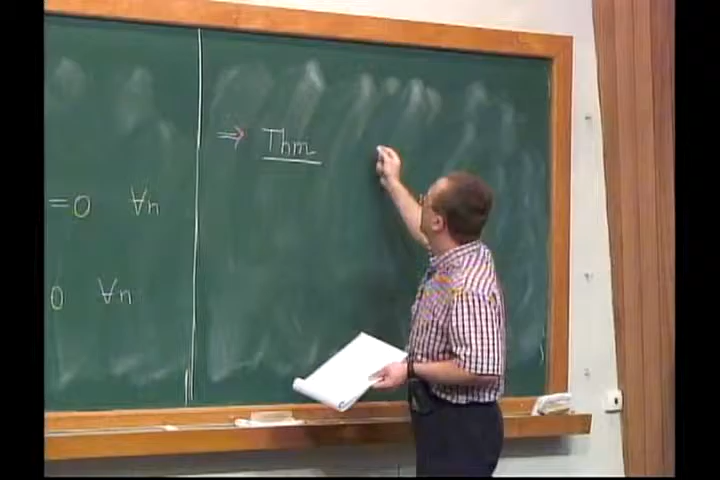 =0 ∀n
0 ∀n
⇒ Thm